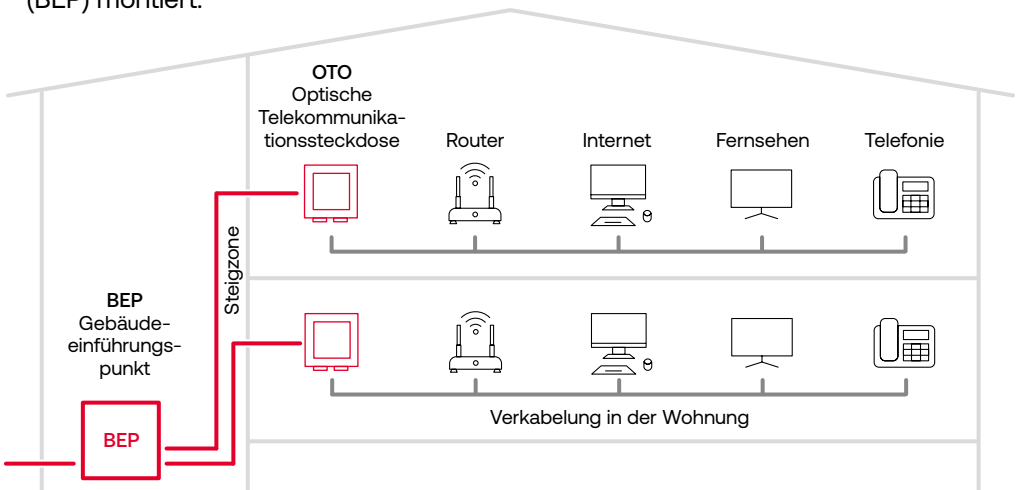 (BEP) montiert.
OTO
Optische
Telekommunika-
tionssteckdose
Router
Internet
Fernsehen
Telefonie
Steigzone
BEP
Gebäude-
einführungs-
punkt
BEP
Verkabelung in der Wohnung